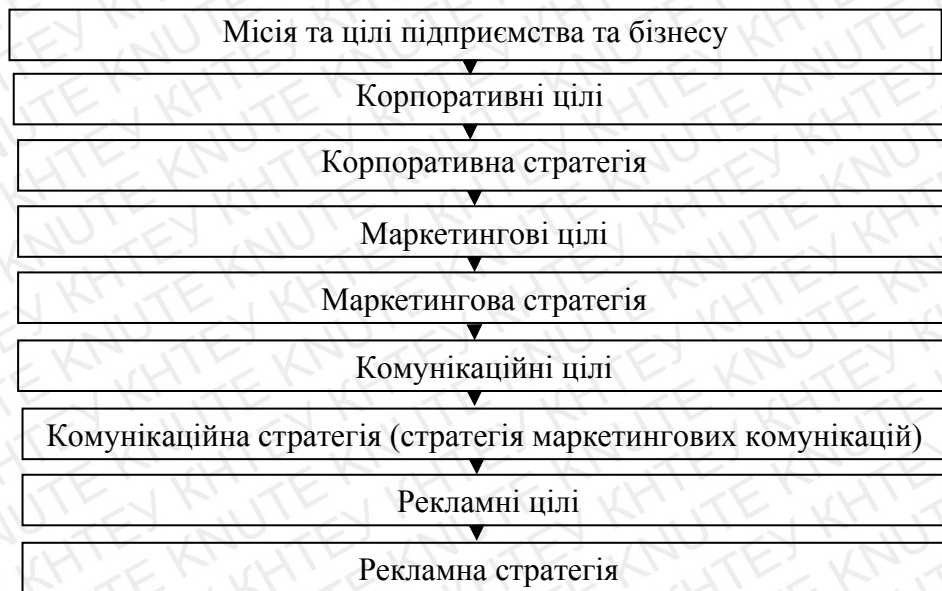 Місія та цілі підприємства та бізнесу
Корпоративні цілі
Корпоративна стратегія
Маркетингові цілі
Маркетингова стратегія
Комунікаційні цілі
Комунікаційна стратегія (стратегія маркетингових комунікацій)
Рекламні цілі
Рекламна стратегія